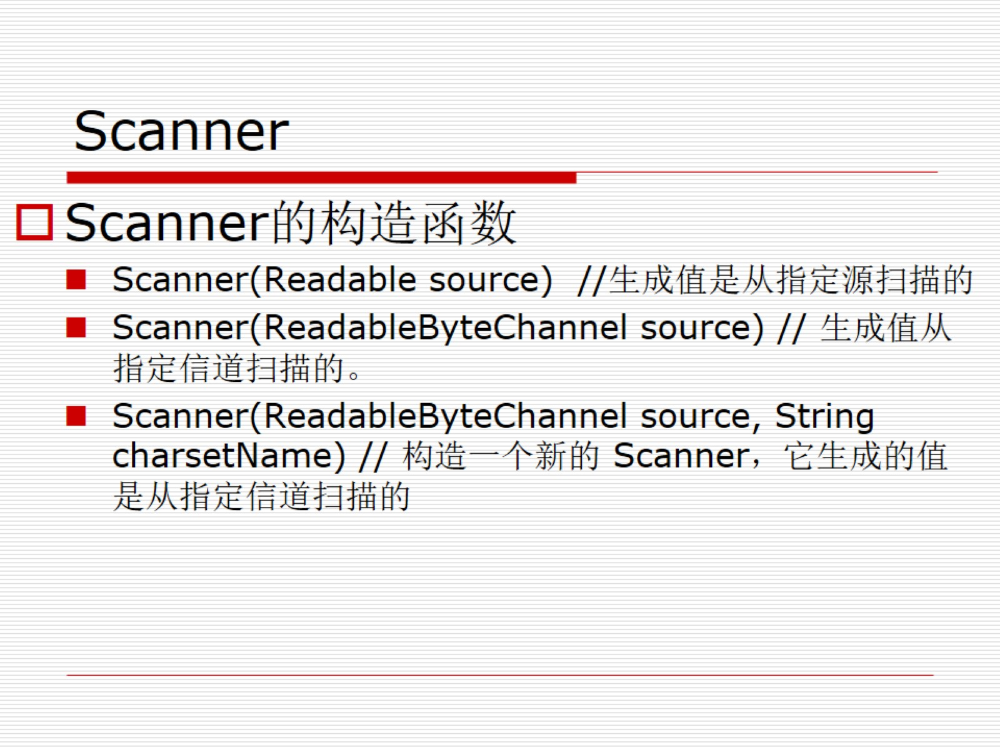 Scanner
Scanner的构造函数
Scanner(Readable source) //生成值是从指定源扫描的
Scanner(ReadableByteChannel source) // 生成值从
指定信道扫描的。
Scanner(ReadableByteChannel source, String
charsetName) // 构造一个新的 Scanner，它生成的值
是从指定信道扫描的